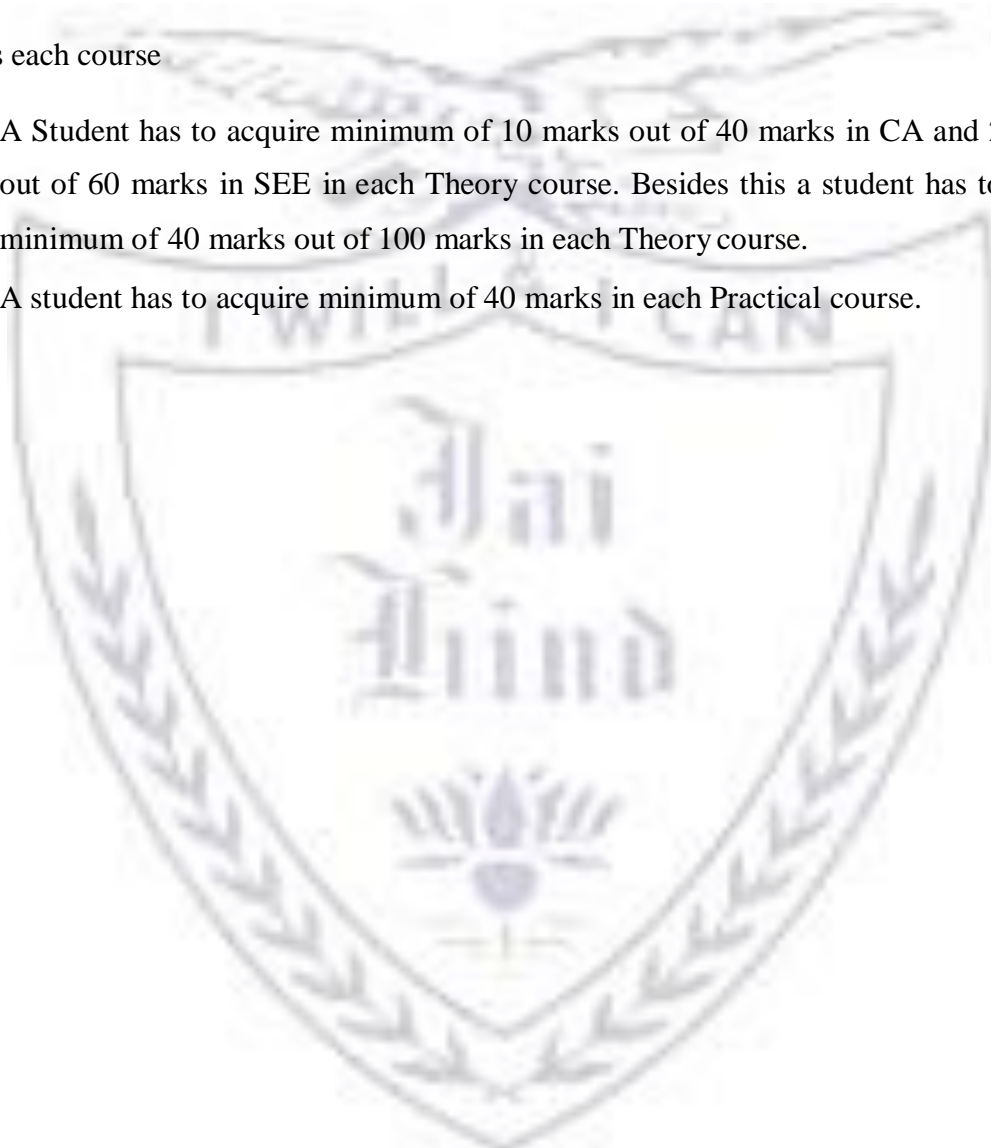 each course
A Student has to acquire minimum of 10 marks out of 40 marks in CA and
out of 60 marks in SEE in each Theory course. Besides this a student has
minimum of 40 marks out of 100 marks in each Theory course.
A student has to acquire minimum of 40 marks in each Practical course.
I WILL & I CAN
Jai
Hind